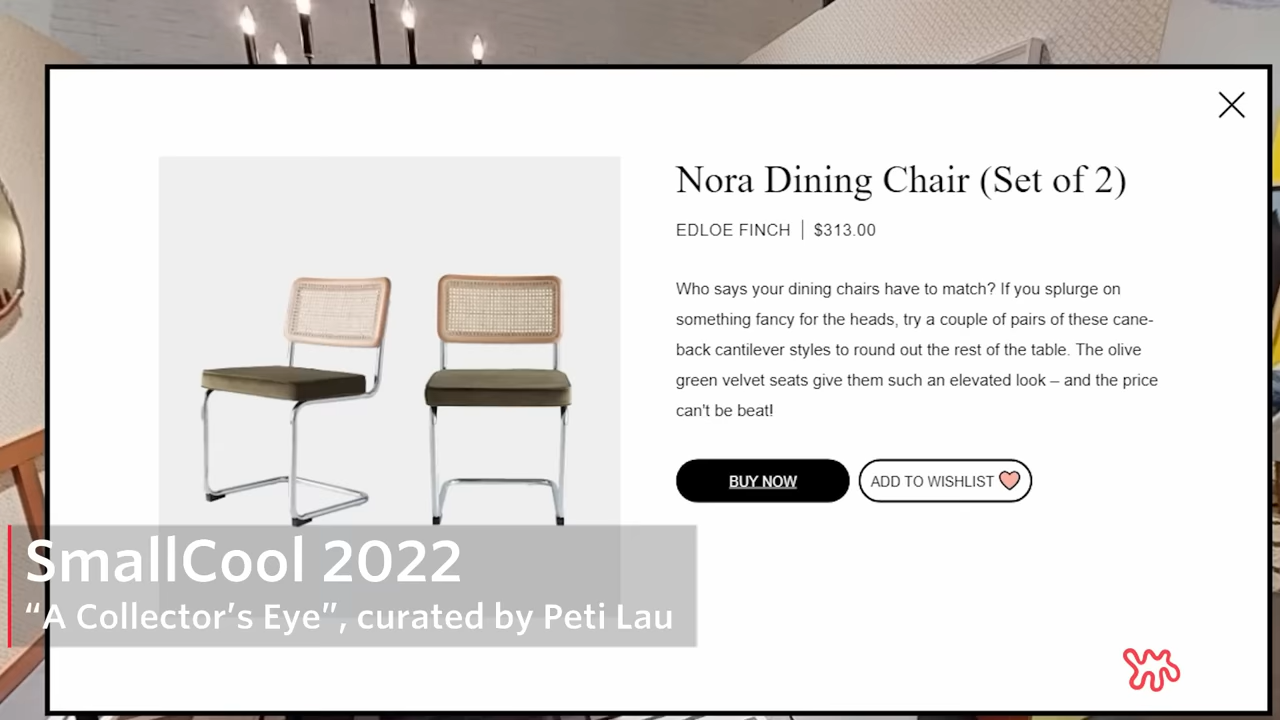 Nora Dining Chair (Set of 2)
EDLOE FINCH | $313.00
Who says your dining chairs have to match? If you splurge on
something fancy for the heads, try a couple of pairs of these cane-
back cantilever styles to round out the rest of the table. The olive
green velvet seats give them such an elevated look – and the price
can't be beat!
BUY NOW
ADD TO WISHLIST
SmallCool 2022
“A Collector’s Eye”, curated by Peti Lau